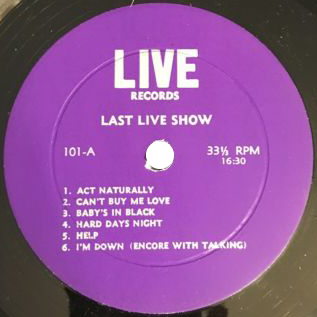 LIVE
RECORDS
LAST LIVE SHOW
101-A 33⅓ RPM
16:30
1. ACT NATURALLY
2. CAN'T BUY ME LOVE
3. BABY'S IN BLACK
4. HARD DAYS NIGHT
5. HELP
6. I'M DOWN (ENCORE WITH TALKING)